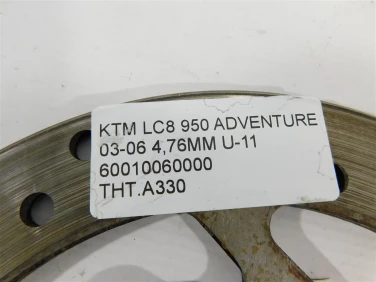 KTM LC8 950 ADVENTURE
03-06 4,76MM U-11
60010060000
THT.A330